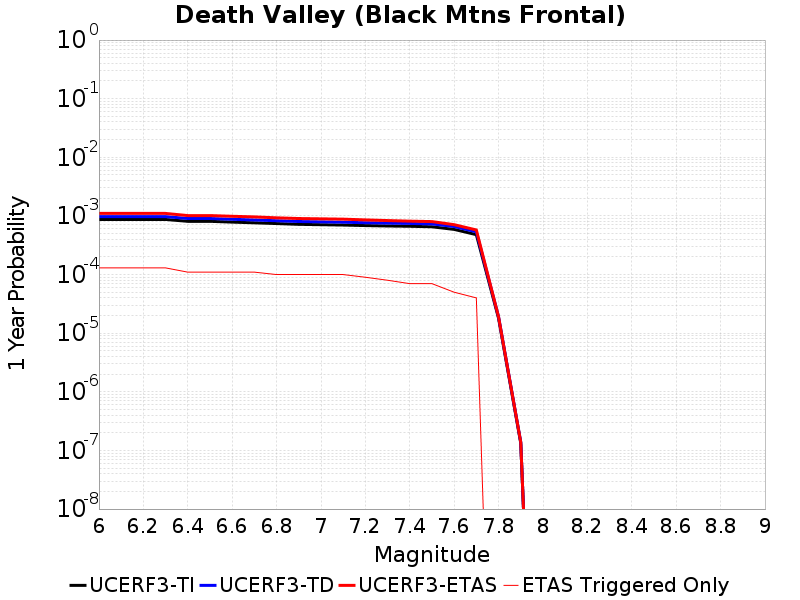 Death Valley (Black Mtns Frontal)
10^0
10^-1
10^-2
10^-3
10^-4
10^-5
10^-6
10^-7
10^-8
1 Year Probability
6 6.2 6.4 6.6 6.8 7 7.2 7.4 7.6 7.8 8 8.2 8.4 8.6 8.8 9
Magnitude
UCERF3-TI UCERF3-TD UCERF3-ETAS ETAS Triggered Only